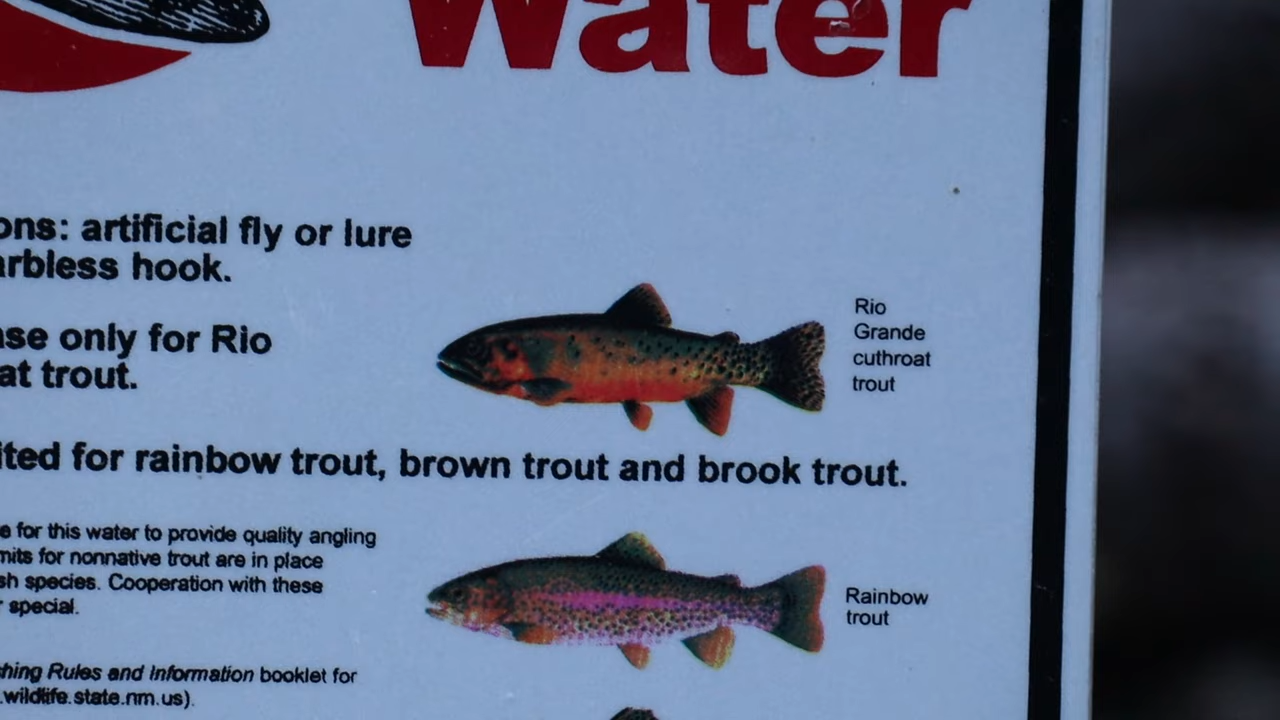 Water
ons: artificial fly or lure
arbless hook.
Rio
Grande
cuthroat
trout
ase only for Rio
at trout.
ited for rainbow trout, brown trout and brook trout.
e for this water to provide quality angling
mits for nonnative trout are in place
sh species. Cooperation with these
r special.
Rainbow
trout
hing Rules and Information booklet for
.wildlife.state.nm.us).